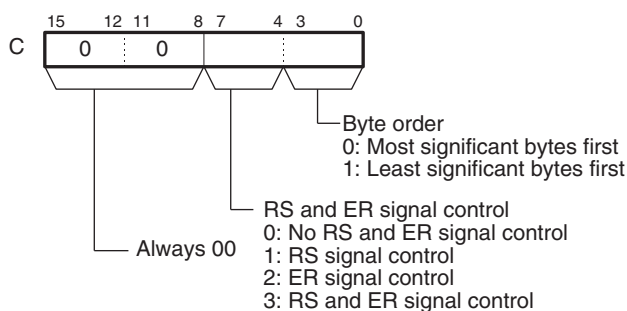 15 12 11 8 7 4 3 0
C 0 0
Byte order
0: Most significant bytes first
1: Least significant bytes first
RS and ER signal control
0: No RS and ER signal control
Always 00
1: RS signal control
2: ER signal control
3: RS and ER signal control